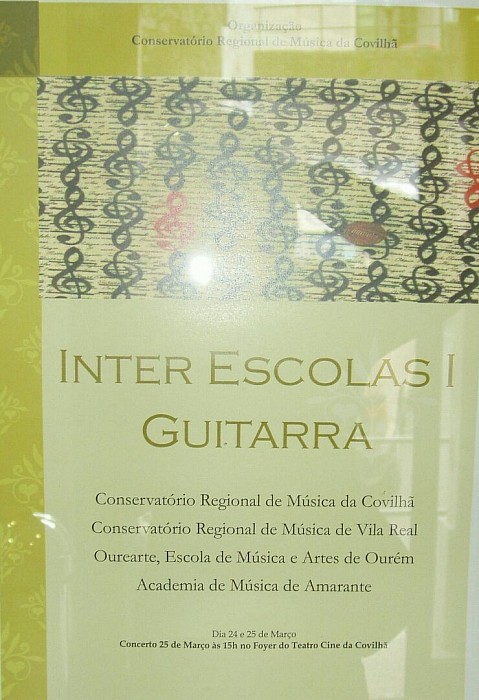 Organização
Conservatório Regional de Música da Covilhã
INTER ESCOLAS I
GUITARRA
Conservatório Regional de Música da Covilhã
Conservatório Regional de Música de Vila Real
Ourearte, Escola de Música e Artes de Ourém
Academia de Música de Amarante
Dia 24 e 25 de Março
Concerto 25 de Março às 15h no Foyer do Teatro Cine da Covilhã